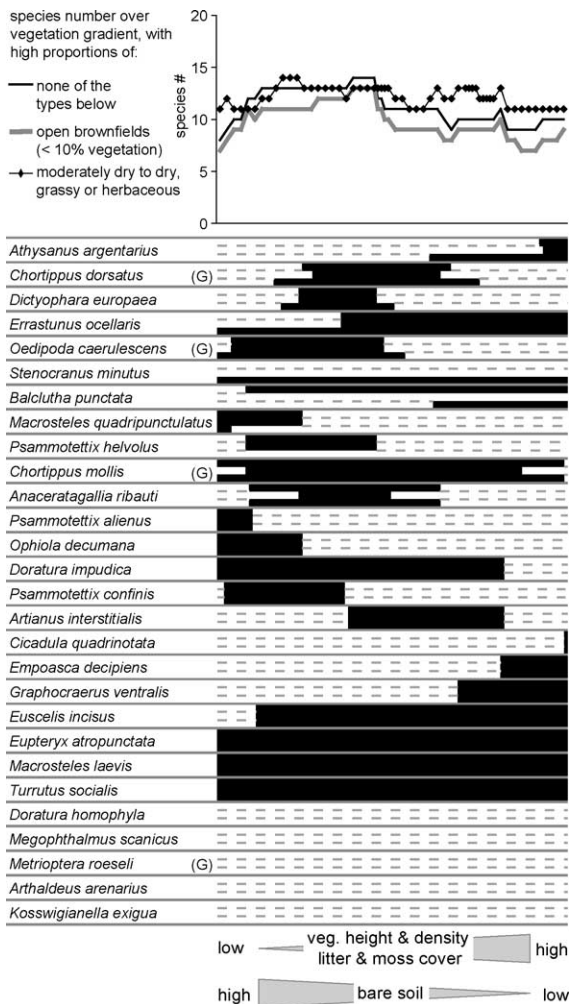 species number over
vegetation gradient, with
high proportions of:
none of the
types below
open brownfields
(< 10% vegetation)
moderately dry to dry,
grassy or herbaceous
species #
20
15
10
5
0
Athysanus argentarius
Chortippus dorsatus (G)
Dictyophara europaea
Errastunus ocellaris
Oedipoda caerulescens (G)
Stenocranus minutus
Balclutha punctata
Macrosteles quadripunctulatus
Psammotettix helvolus
Chortippus mollis (G)
Anaceratagallia ribauti
Psammotettix alienus
Ophiola decumana
Doratura impudica
Psammotettix confinis
Artianus interstitialis
Cicadula quadrinotata
Empoasca decipiens
Graphocraerus ventralis
Euscelis incisus
Eupteryx atropunctata
Macrosteles laevis
Turrutus socialis
Doratura homophyla
Megophthalmus scanicus
Metrioptera roeseli (G)
Arthaldeus arenarius
Kosswigianella exigua
low veg. height & density high
litter & moss cover
high bare soil low